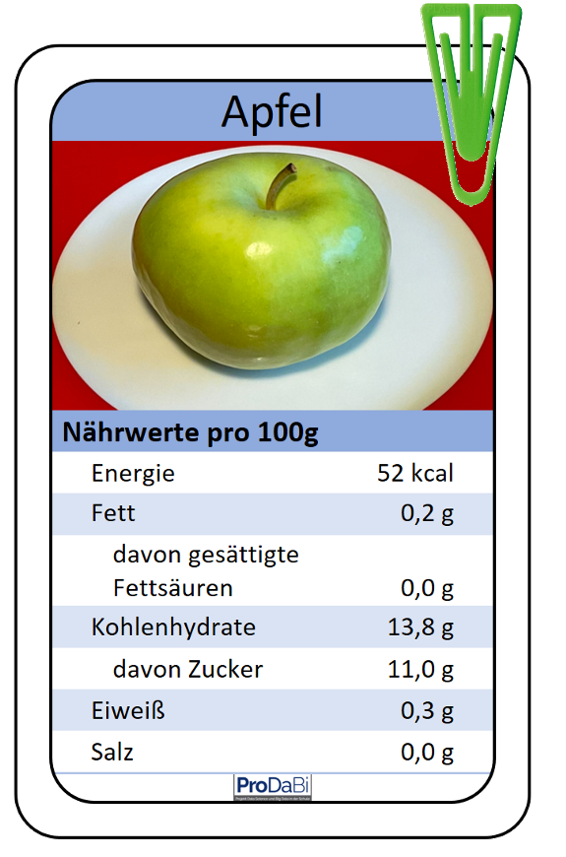 Apfel
Nährwerte pro 100g
Energie 52 kcal
Fett 0,2 g
davon gesättigte
Fettsäuren 0,0 g
Kohlenhydrate 13,8 g
davon Zucker 11,0 g
Eiweiß 0,3 g
Salz 0,0 g
ProDaBi